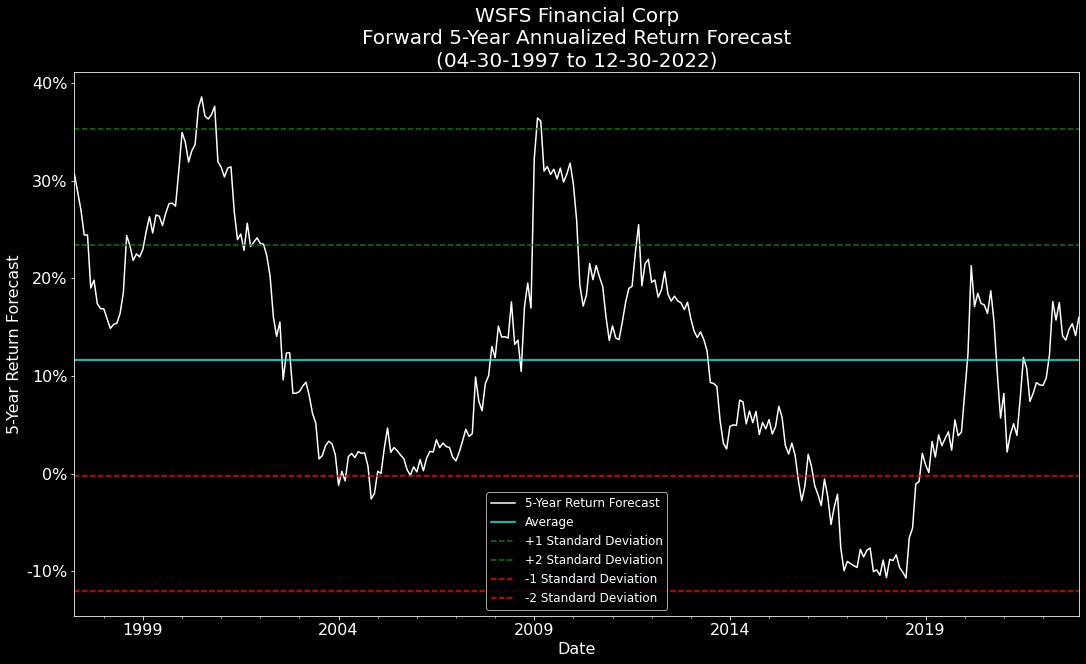 WSFS Financial Corp
Forward 5-Year Annualized Return Forecast
(04-30-1997 to 12-30-2022)
40%
30%
20%
10%
0%
-10%
5-Year Return Forecast
5-Year Return Forecast
Average
+1 Standard Deviation
+2 Standard Deviation
-1 Standard Deviation
-2 Standard Deviation
1999 2004 2009 2014 2019
Date